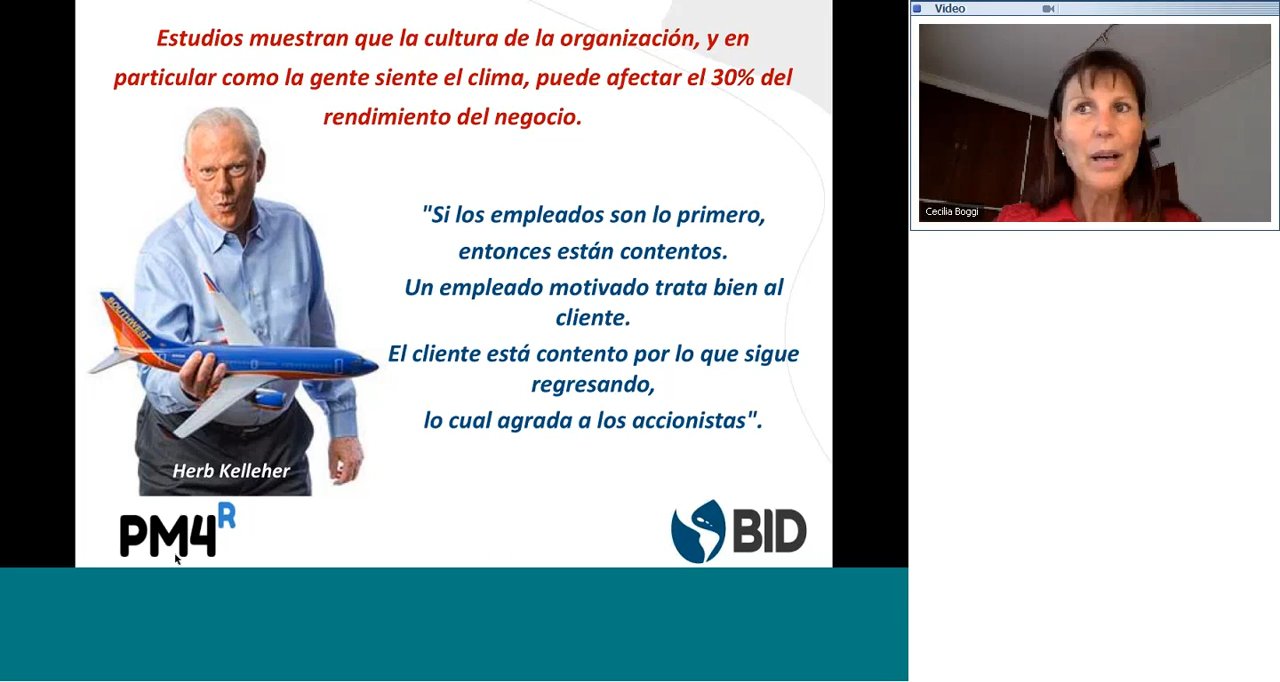 Estudios muestran que la cultura de la organización, y en
particular como la gente siente el clima, puede afectar el 30% del
rendimiento del negocio.
"Si los empleados son lo primero,
entonces están contentos.
Un empleado motivado trata bien al
cliente.
El cliente está contento por lo que sigue
regresando,
lo cual agrada a los accionistas".
SOUTHWEST
Herb Kelleher
PM4R
BID
Video
Cecilia Boggi